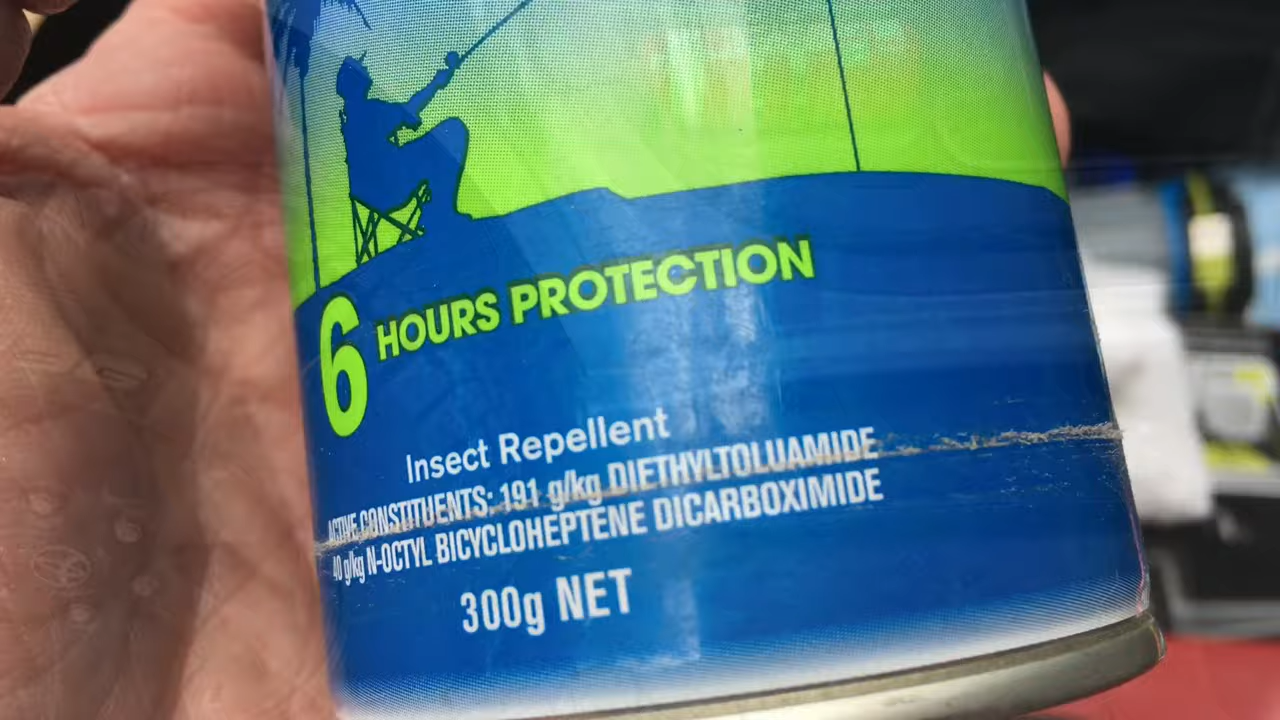 6 HOURS PROTECTION
Insect Repellent
ACTIVE CONSTITUENTS: 191 g/kg DIETHYLTOLUAMIDE
40 g/kg N-OCTYL BICYCLOHEPTENE DICARBOXIMIDE
300g NET